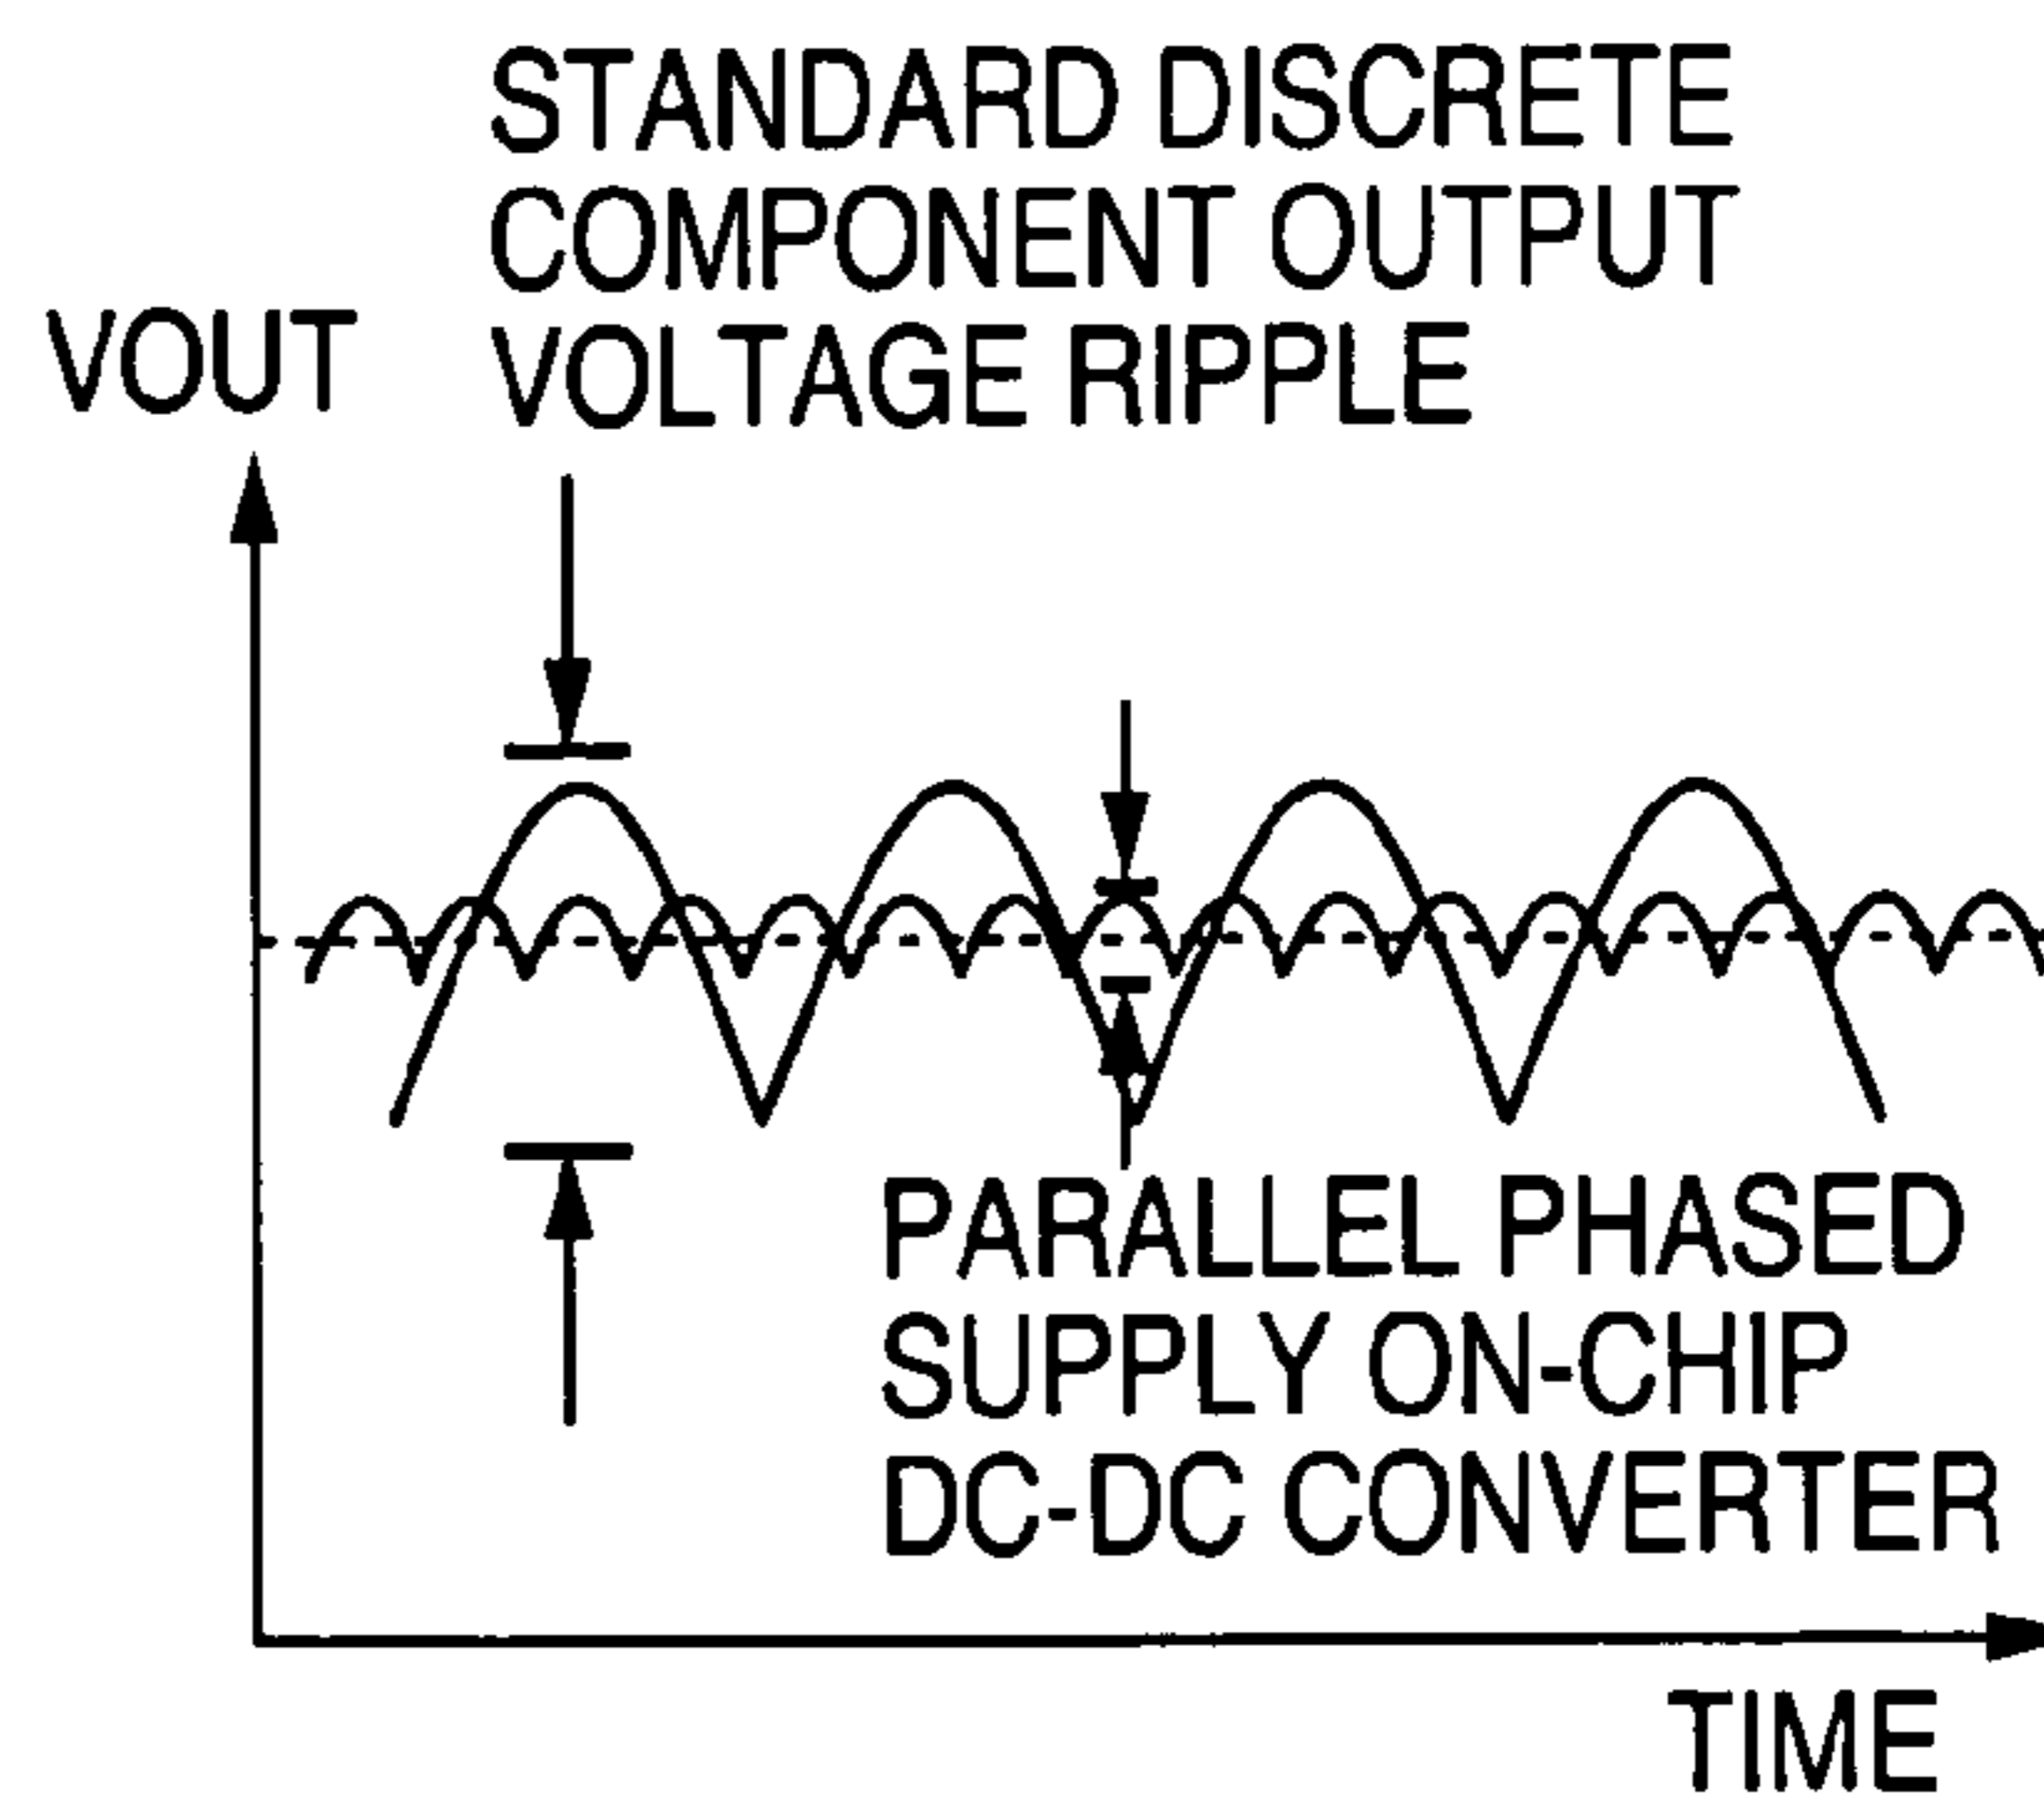 STANDARD DISCRETE
COMPONENT OUTPUT
VOLTAGE RIPPLE
VOUT
PARALLEL PHASED
SUPPLY ON-CHIP
DC-DC CONVERTER
TIME